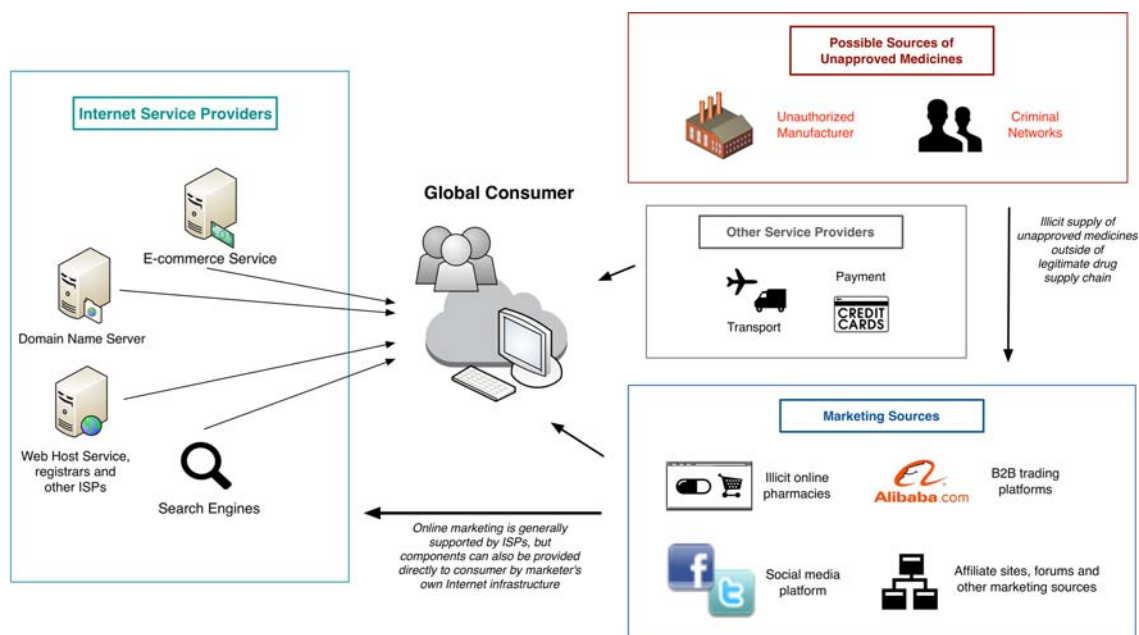 Possible Sources of
Unapproved Medicines
Unauthorized
Manufacturer
Criminal
Networks
Internet Service Providers
E-commerce Service
Domain Name Server
Web Host Service,
registrars and
other ISPs
Search Engines
Global Consumer
Other Service Providers
Transport
Payment
CREDIT
CARDS
Illicit supply of
unapproved medicines
outside of
legitimate drug
supply chain
Marketing Sources
Illicit online
pharmacies
Alibaba.com
B2B trading
platforms
f
t
Social media
platform
Affiliate sites, forums and
other marketing sources
Online marketing is generally
supported by ISPs, but
components can also be provided
directly to consumer by marketer's
own Internet infrastructure